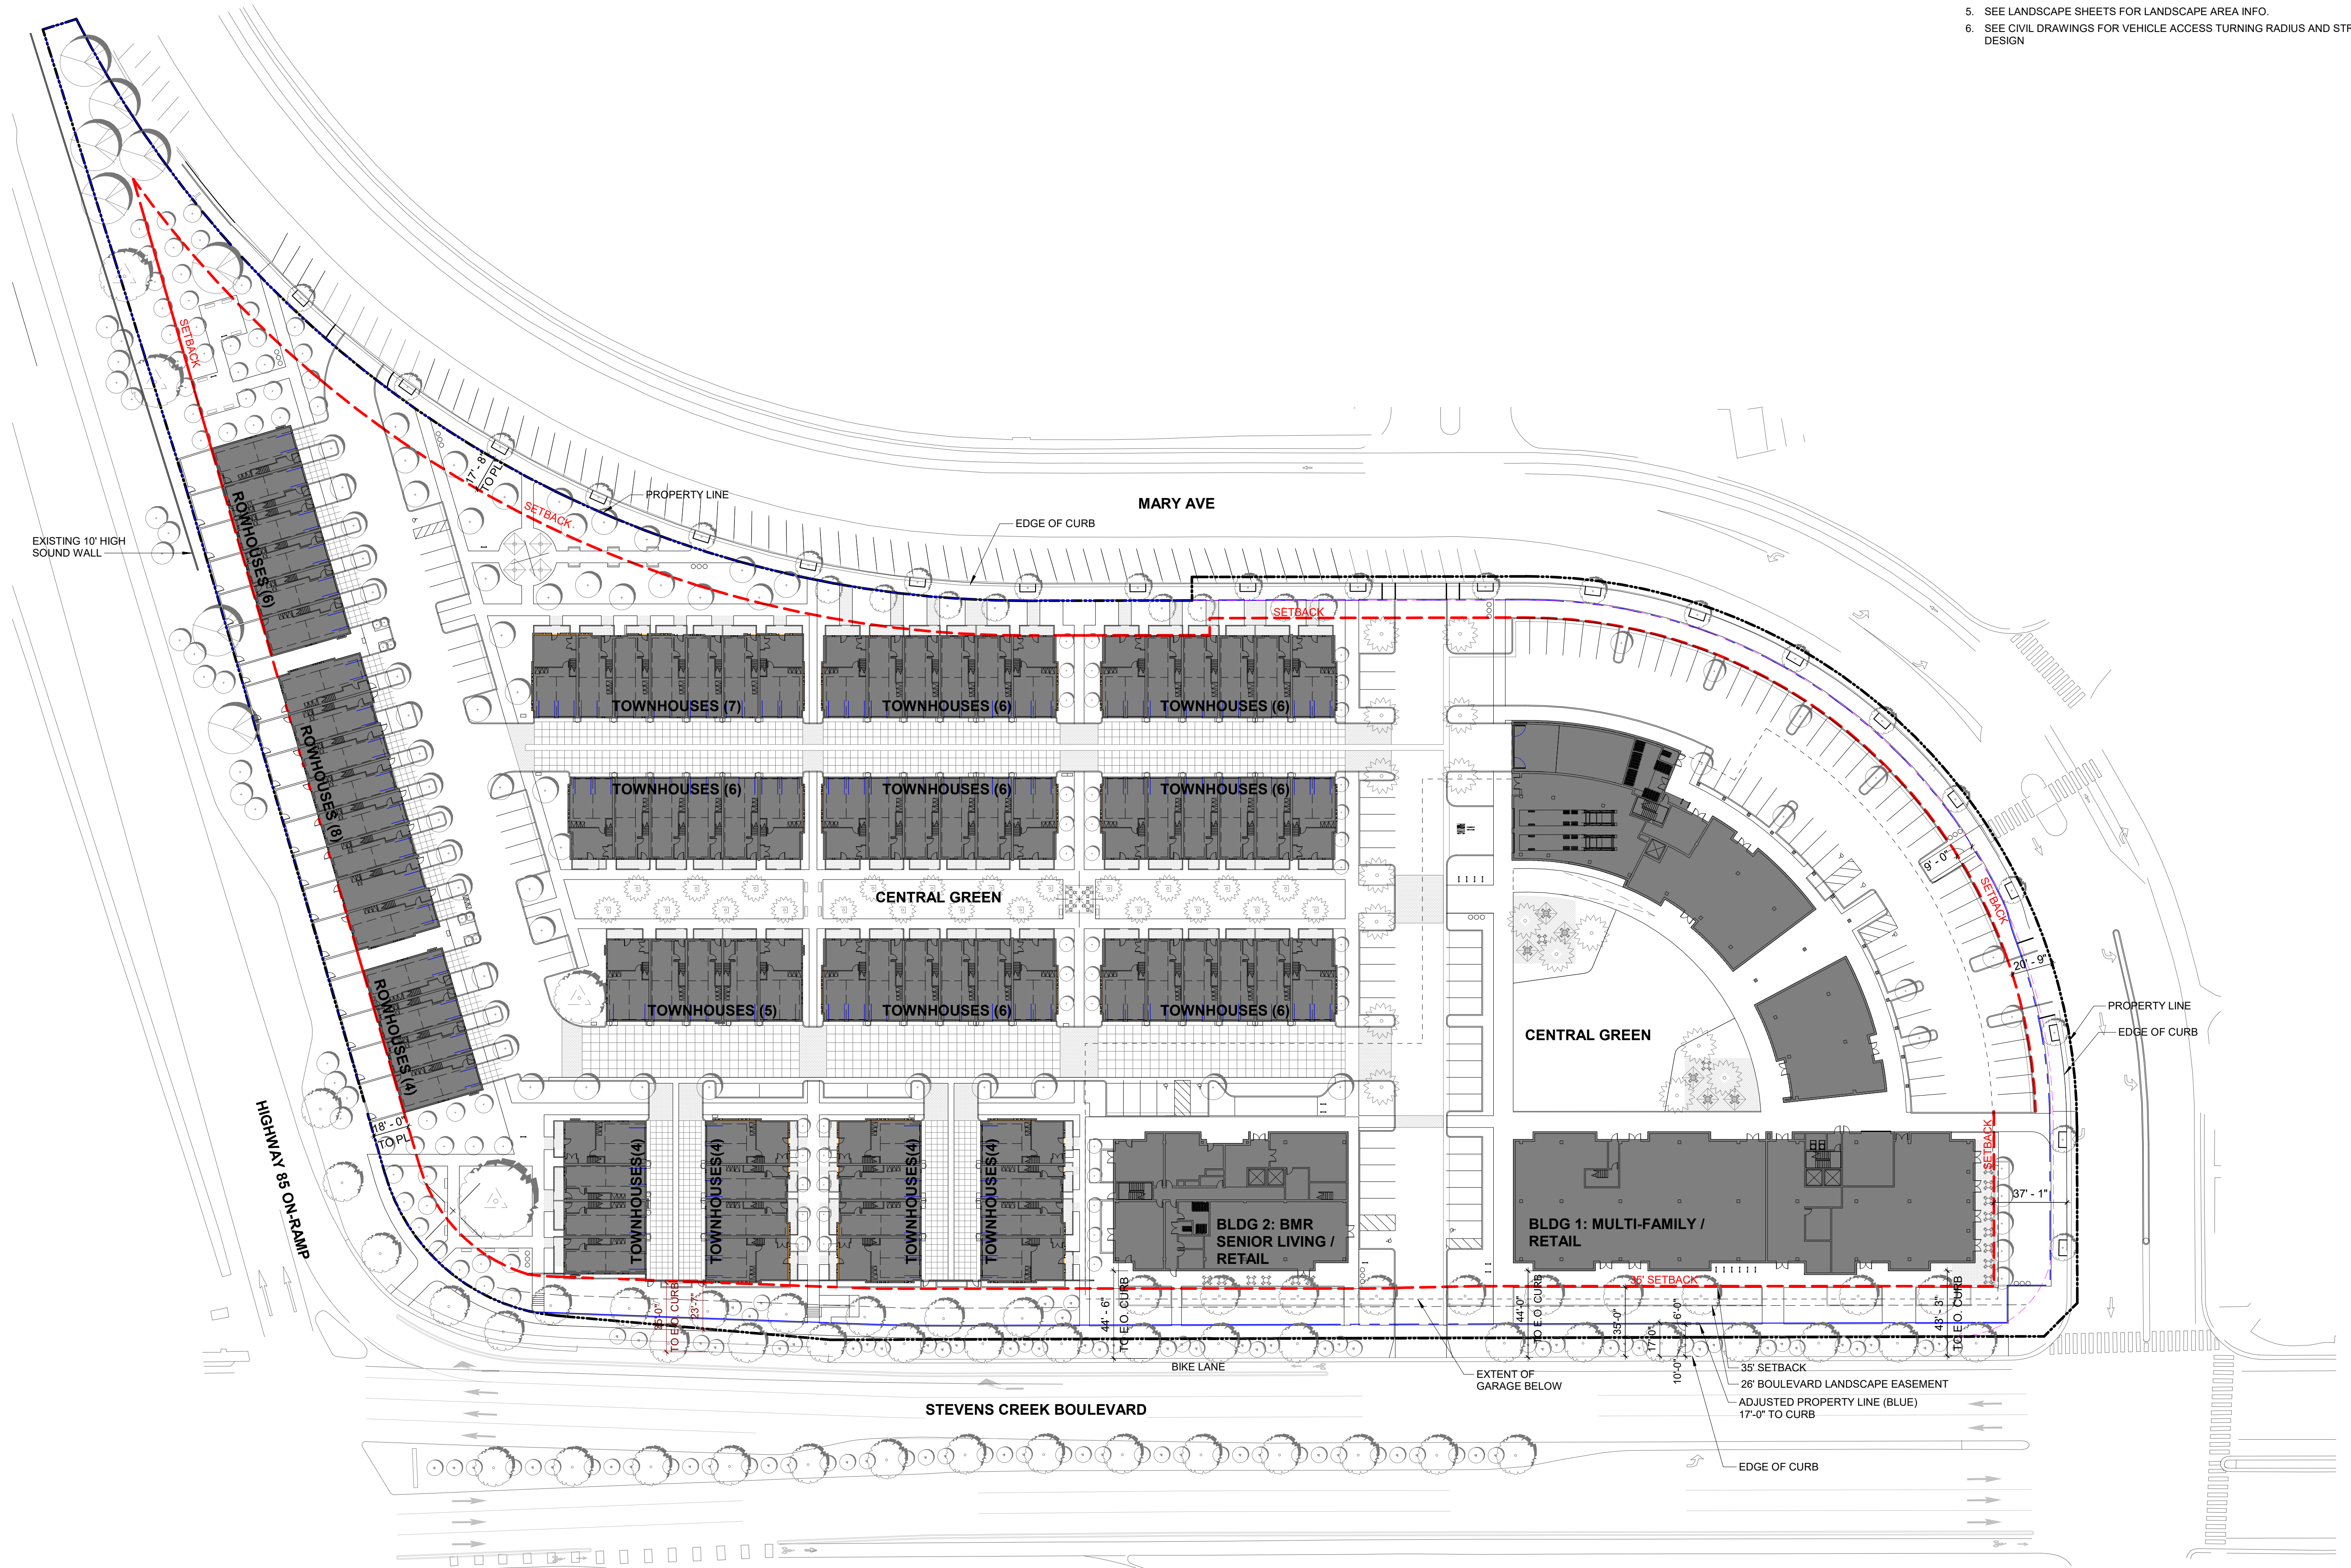 5. SEE LANDSCAPE SHEETS FOR LANDSCAPE AREA INFO.
6. SEE CIVIL DRAWINGS FOR VEHICLE ACCESS TURNING RADIUS AND STR
DESIGN
SETBACK
17' - 8"
TO PL
SETBACK
PROPERTY LINE
MARY AVE
EDGE OF CURB
EXISTING 10' HIGH
SOUND WALL
ROWHOUSES (6)
SETBACK
TOWNHOUSES (7)
TOWNHOUSES (6)
TOWNHOUSES (6)
ROWHOUSES (8)
TOWNHOUSES (6)
TOWNHOUSES (6)
TOWNHOUSES (6)
9' - 0"
SETBACK
CENTRAL GREEN
20' - 9"
TOWNHOUSES (5)
TOWNHOUSES (6)
TOWNHOUSES (6)
PROPERTY LINE
EDGE OF CURB
CENTRAL GREEN
ROWHOUSES (4)
18' - 0"
TO PL
HIGHWAY 85 ON-RAMP
TOWNHOUSES(4)
TOWNHOUSES(4)
TOWNHOUSES(4)
TOWNHOUSES(4)
BLDG 2: BMR
SENIOR LIVING /
RETAIL
BLDG 1: MULTI-FAMILY /
RETAIL
SETBACK
37' - 1"
35' SETBACK
TO E.O. CURB
23'-7"
44' - 6"
TO E.O. CURB
44'-0"
TO E.O. CURB
35'-0"
17'-0"
6'-0"
10'-0"
43' - 3"
TO E.O. CURB
BIKE LANE
EXTENT OF
GARAGE BELOW
35' SETBACK
26' BOULEVARD LANDSCAPE EASEMENT
ADJUSTED PROPERTY LINE (BLUE)
17'-0" TO CURB
STEVENS CREEK BOULEVARD
EDGE OF CURB